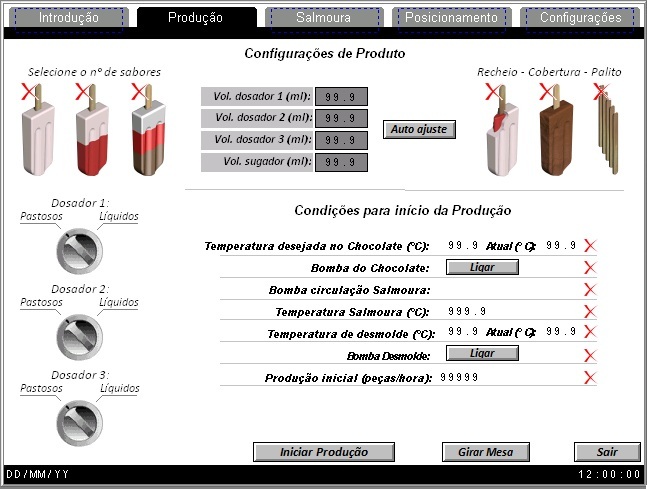 Introdução Produção Salmoura Posicionamento Configurações
Configurações de Produto
Selecione o nº de sabores
Recheio - Cobertura - Palito
Vol. dosador 1 (ml): 99.9
Vol. dosador 2 (ml): 99.9
Vol. dosador 3 (ml): 99.9
Vol. sugador (ml): 99.9
Auto ajuste
Dosador 1:
Pastosos Líquidos
Dosador 2:
Pastosos Líquidos
Dosador 3:
Pastosos Líquidos
Condições para início da Produção
Temperatura desejada no Chocolate (ºC): 99.9 Atual (ºC): 99.9
Bomba do Chocolate: Ligar
Bomba circulação Salmoura:
Temperatura Salmoura (ºC): 999.9
Temperatura de desmolde (ºC): 99.9 Atual (ºC): 99.9
Bomba Desmolde: Ligar
Produção inicial (peças/hora): 99999
Iniciar Produção Girar Mesa Sair
DD/MM/YY 12:00:00